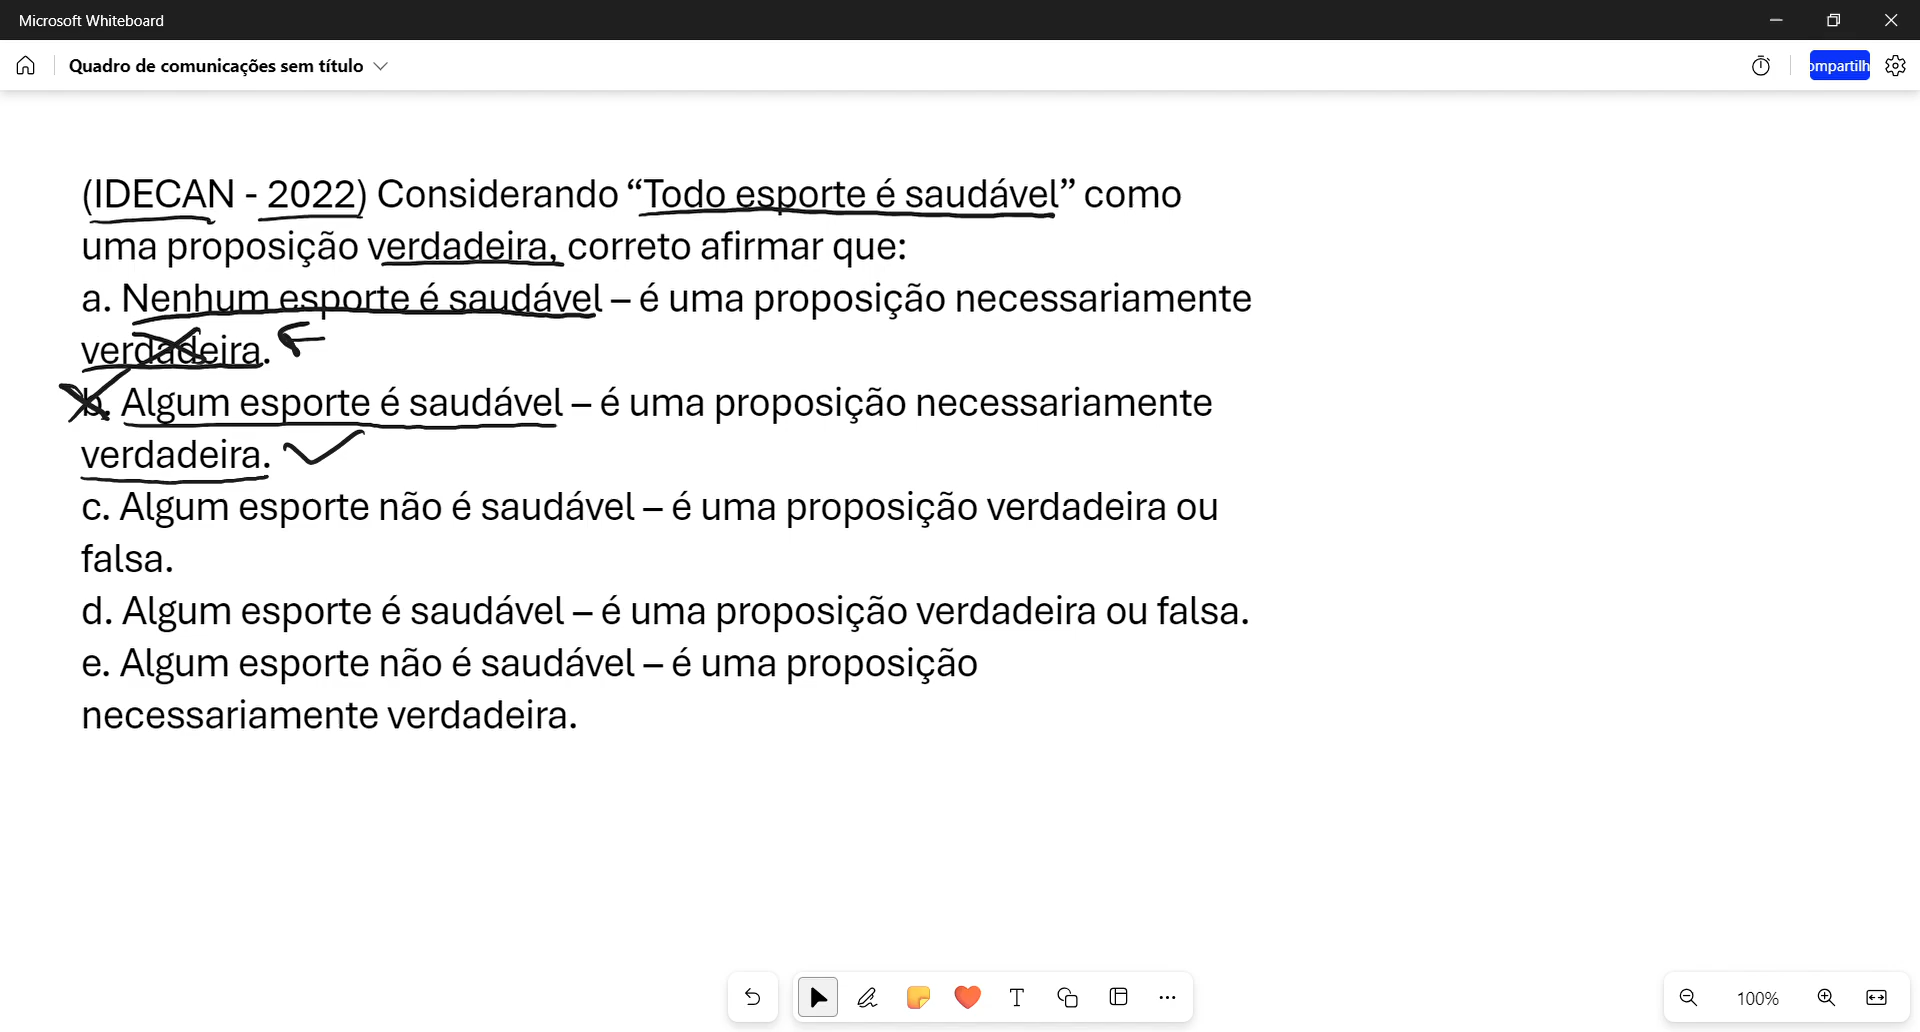 Microsoft Whiteboard
Quadro de comunicações sem título
ompartilh
(IDECAN - 2022) Considerando “Todo esporte é saudável” como
uma proposição verdadeira, correto afirmar que:
a. Nenhum esporte é saudável – é uma proposição necessariamente
verdadeira.
b. Algum esporte é saudável – é uma proposição necessariamente
verdadeira.
c. Algum esporte não é saudável – é uma proposição verdadeira ou
falsa.
d. Algum esporte é saudável – é uma proposição verdadeira ou falsa.
e. Algum esporte não é saudável – é uma proposição
necessariamente verdadeira.
100%